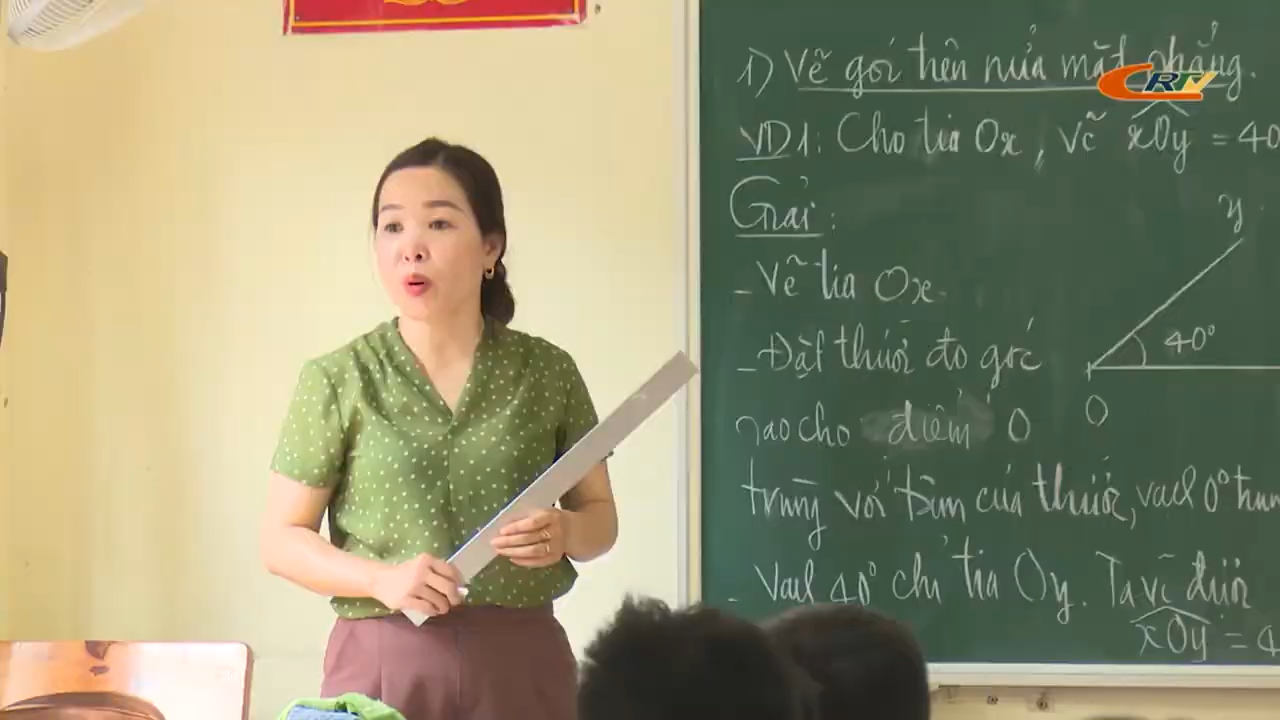 1) Vẽ góc trên nửa mặt phẳng.
CRTV
VD1: Cho tia Ox, vẽ xOy = 40
Giải:
y
- Vẽ tia Ox.
- Đặt thước đo góc
40°
sao cho điểm O
O
trùng với tâm của thước, vạch 0° trùn
- Vạch 40° chỉ tia Oy. Ta vẽ được
xOy = 4